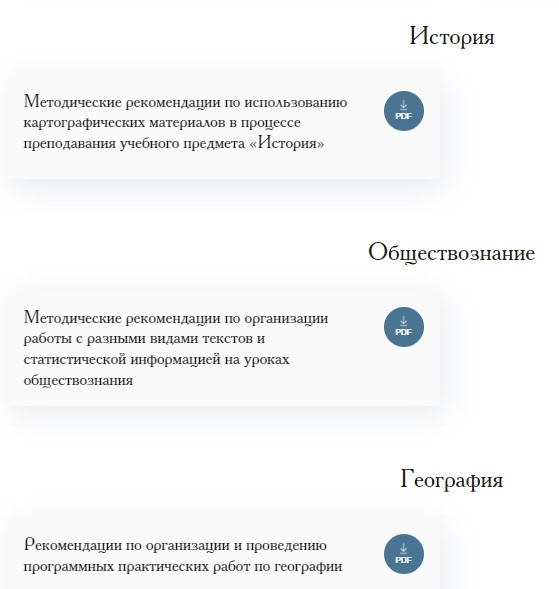 История
Методические рекомендации по использованию
PDF
картографических материалов в процессе
преподавания учебного предмета «История»
Обществознание
Методические рекомендации по организации
PDF
работы с разными видами текстов и
статистической информацией на уроках
обществознания
География
Рекомендации по организации и проведению
PDF
программных практических работ по географии